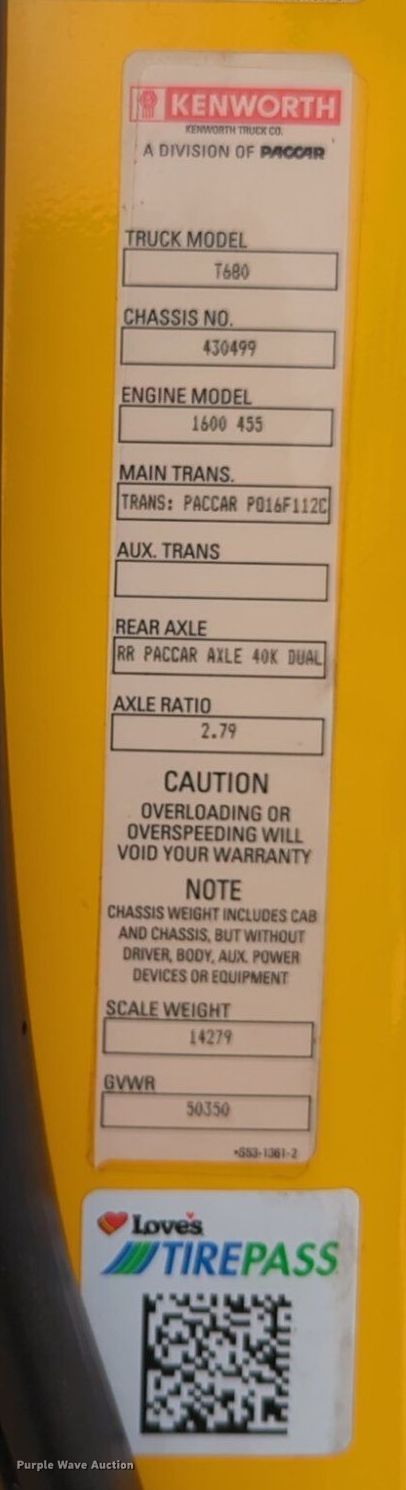 KENWORTH
KENWORTH TRUCK CO.
A DIVISION OF PACCAR
TRUCK MODEL
T680
CHASSIS NO.
430499
ENGINE MODEL
1600 455
MAIN TRANS.
TRANS: PACCAR PO16F112C
AUX. TRANS
REAR AXLE
RR PACCAR AXLE 40K DUAL
AXLE RATIO
2.79
CAUTION
OVERLOADING OR
OVERSPEEDING WILL
VOID YOUR WARRANTY
NOTE
CHASSIS WEIGHT INCLUDES CAB
AND CHASSIS, BUT WITHOUT
DRIVER, BODY, AUX. POWER
DEVICES OR EQUIPMENT
SCALE WEIGHT
14279
GVWR
50350
•S53-1361-2
Love's
TIREPASS
Purple Wave Auction